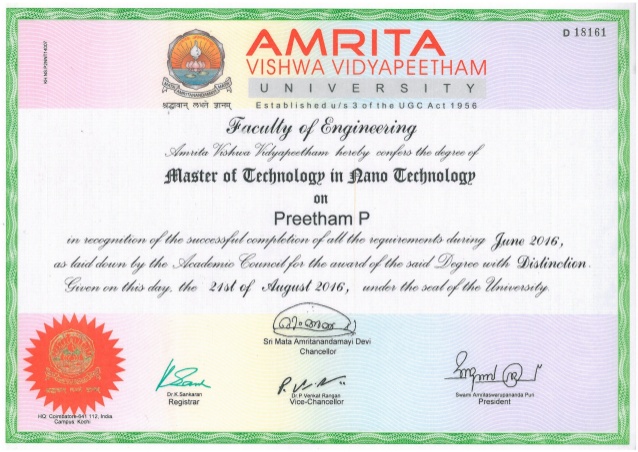 D 18161
AMRITA
VISHWA VIDYAPEETHAM
UNIVERSITY
श्रद्धावान् लभते ज्ञानम्
Established u/s 3 of the UGC Act 1956
Faculty of Engineering
Amrita Vishwa Vidyapeetham hereby confers the degree of
Master of Technology in Nano Technology
on
Preetham P
in recognition of the successful completion of all the requirements during June 2016,
as laid down by the Academic Council for the award of the said Degree with Distinction.
Given on this day, the 21st of August 2016, under the seal of the University.
Sri Mata Amritanandamayi Devi
Chancellor
Dr.K.Sankaran
Registrar
Dr.P.Venkat Rangan
Vice-Chancellor
Swami Amritaswarupananda Puri
President
HQ: Coimbatore-641 112, India
Campus: Kochi